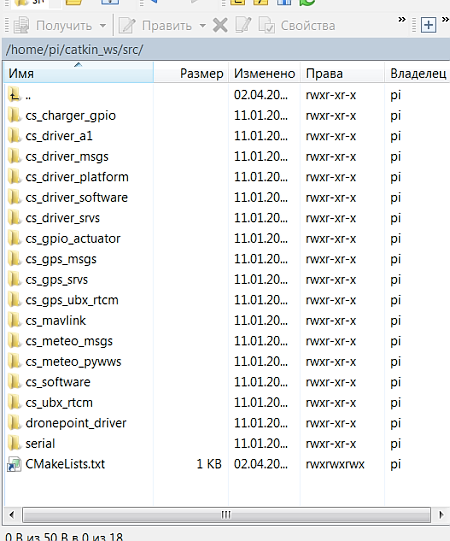 Получить Править Свойства
/home/pi/catkin_ws/src/
Имя Размер Изменено Права Владелец
.. 02.04.20... rwxr-xr-x pi
cs_charger_gpio 11.01.20... rwxr-xr-x pi
cs_driver_a1 11.01.20... rwxr-xr-x pi
cs_driver_msgs 11.01.20... rwxr-xr-x pi
cs_driver_platform 11.01.20... rwxr-xr-x pi
cs_driver_software 11.01.20... rwxr-xr-x pi
cs_driver_srvs 11.01.20... rwxr-xr-x pi
cs_gpio_actuator 11.01.20... rwxr-xr-x pi
cs_gps_msgs 11.01.20... rwxr-xr-x pi
cs_gps_srvs 11.01.20... rwxr-xr-x pi
cs_gps_ubx_rtcm 11.01.20... rwxr-xr-x pi
cs_mavlink 11.01.20... rwxr-xr-x pi
cs_meteo_msgs 11.01.20... rwxr-xr-x pi
cs_meteo_pywws 11.01.20... rwxr-xr-x pi
cs_software 11.01.20... rwxr-xr-x pi
cs_ubx_rtcm 11.01.20... rwxr-xr-x pi
dronepoint_driver 11.01.20... rwxr-xr-x pi
serial 11.01.20... rwxr-xr-x pi
CMakeLists.txt 1 KB 02.04.20... rwxrwxrwx pi
0 B из 50 B в 0 из 18